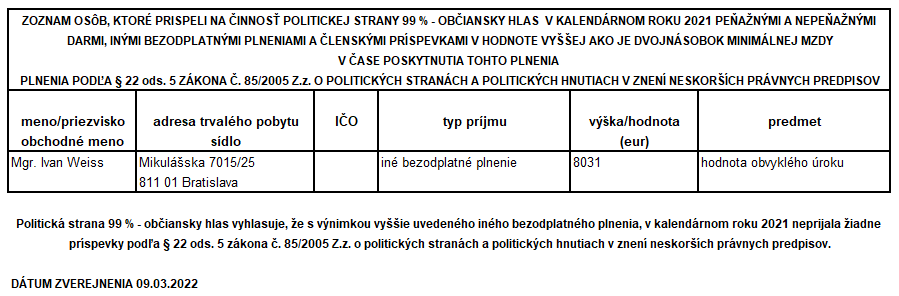 ZOZNAM OSÔB, KTORÉ PRISPELI NA ČINNOSŤ POLITICKEJ STRANY 99 % - OBČIANSKY HLAS V KALENDÁRNOM ROKU 2021 PEŇAŽNÝMI A NEPEŇAŽNÝMI
DARMI, INÝMI BEZODPLATNÝMI PLNENIAMI A ČLENSKÝMI PRÍSPEVKAMI V HODNOTE VYŠŠEJ AKO JE DVOJNÁSOBOK MINIMÁLNEJ MZDY
V ČASE POSKYTNUTIA TOHTO PLNENIA
PLNENIA PODĽA § 22 ods. 5 ZÁKONA Č. 85/2005 Z.z. O POLITICKÝCH STRANÁCH A POLITICKÝCH HNUTIACH V ZNENÍ NESKORŠÍCH PRÁVNYCH PREDPISOV
meno/priezvisko adresa trvalého pobytu IČO typ príjmu výška/hodnota predmet
obchodné meno sídlo (eur)
Mgr. Ivan Weiss Mikulášska 7015/25 iné bezodplatné plnenie 8031 hodnota obvyklého úroku
811 01 Bratislava
Politická strana 99 % - občiansky hlas vyhlasuje, že s výnimkou vyššie uvedeného iného bezodplatného plnenia, v kalendárnom roku 2021 neprijala žiadne
príspevky podľa § 22 ods. 5 zákona č. 85/2005 Z.z. o politických stranách a politických hnutiach v znení neskorších právnych predpisov.
DÁTUM ZVEREJNENIA 09.03.2022